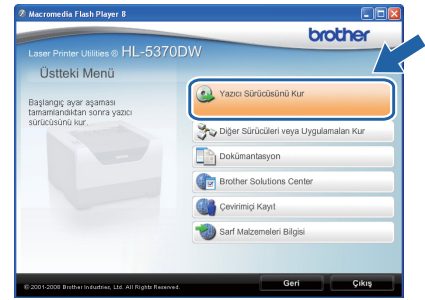 Macromedia Flash Player 8
brother
Laser Printer Utilities ® HL-5370DW
Üstteki Menü
Başlangıç ayar aşaması
tamamlandıktan sonra yazıcı
sürücüsünü kur.
Yazıcı Sürücüsünü Kur
Diğer Sürücüleri veya Uygulamaları Kur
Dokümantasyon
Brother Solutions Center
Çevirimiçi Kayıt
Sarf Malzemeleri Bilgisi
© 2001-2008 Brother Industries, Ltd. All Rights Reserved.
Geri
Çıkış